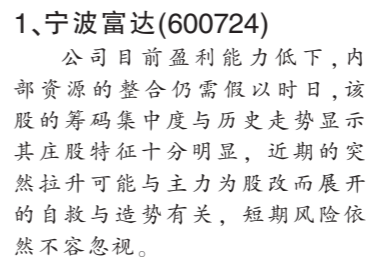 1、宁波富达(600724)
公司目前盈利能力低下,内
部资源的整合仍需假以时日,该
股的筹码集中度与历史走势显示
其庄股特征十分明显，近期的突
然拉升可能与主力为股改而展开
的自救与造势有关，短期风险依
然不容忽视。